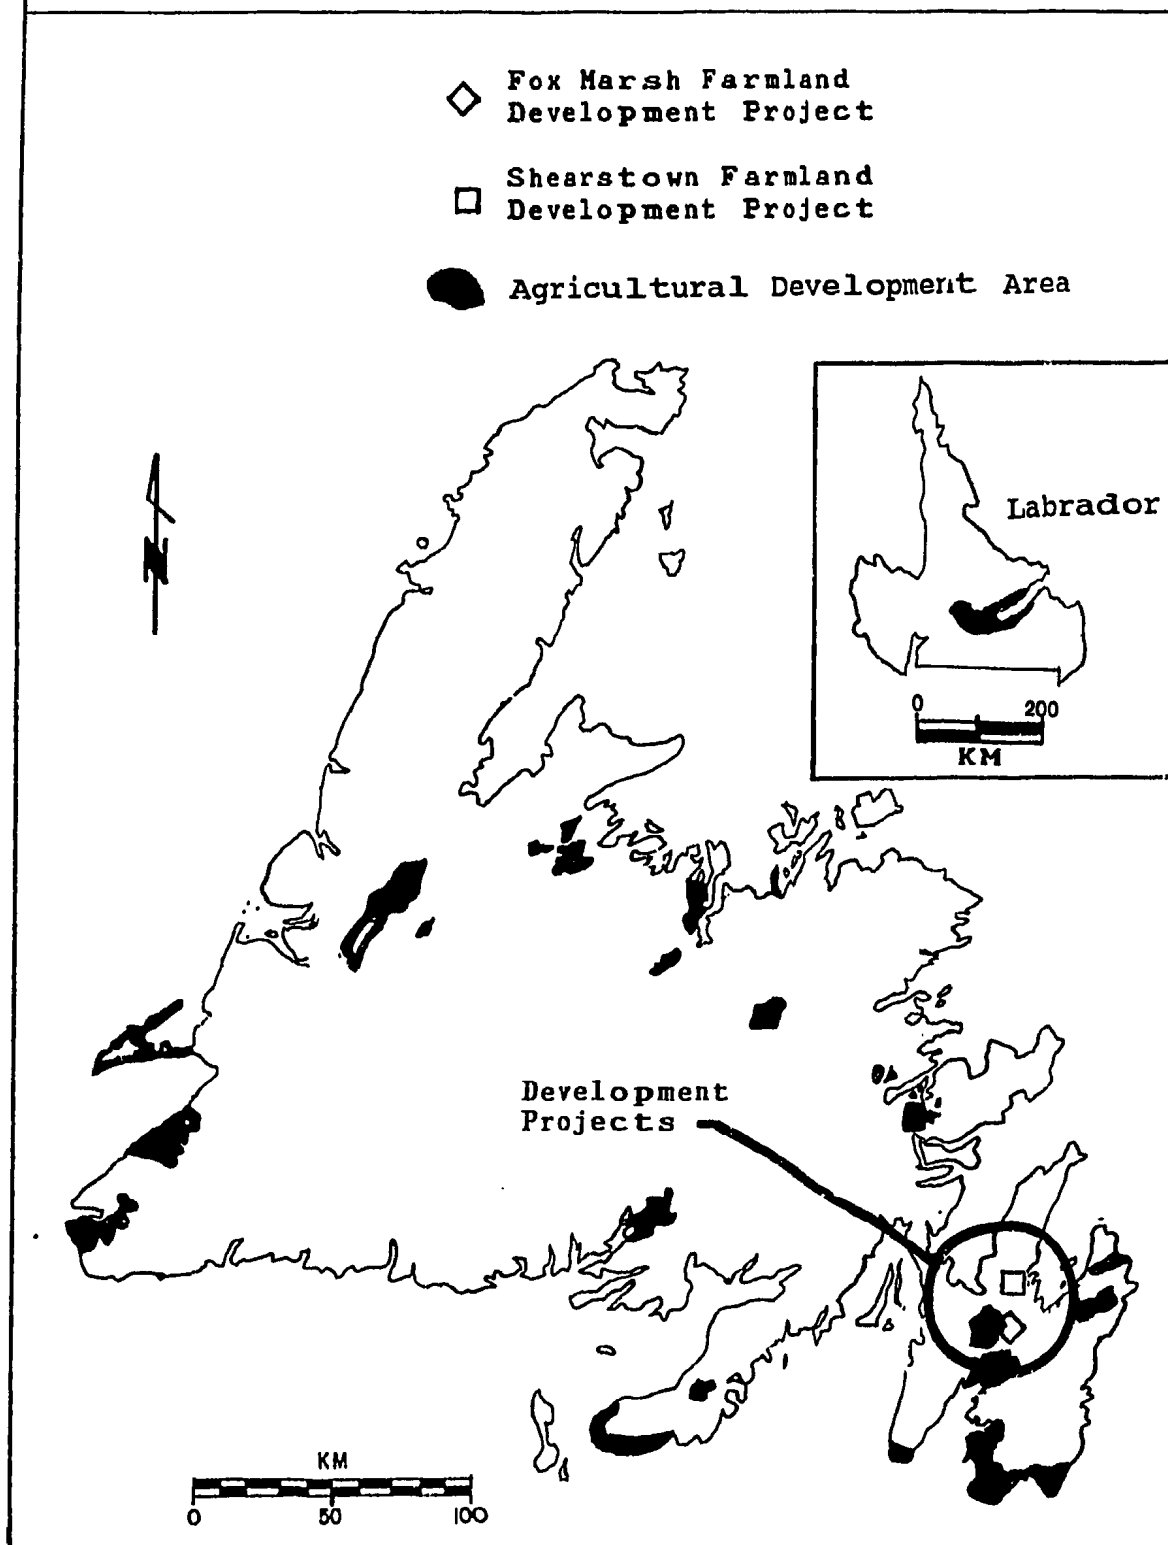 Fox Marsh Farmland
Development Project
Shearstown Farmland
Development Project
Agricultural Development Area
N
Labrador
0 200
KM
Development
Projects
KM
0 50 100